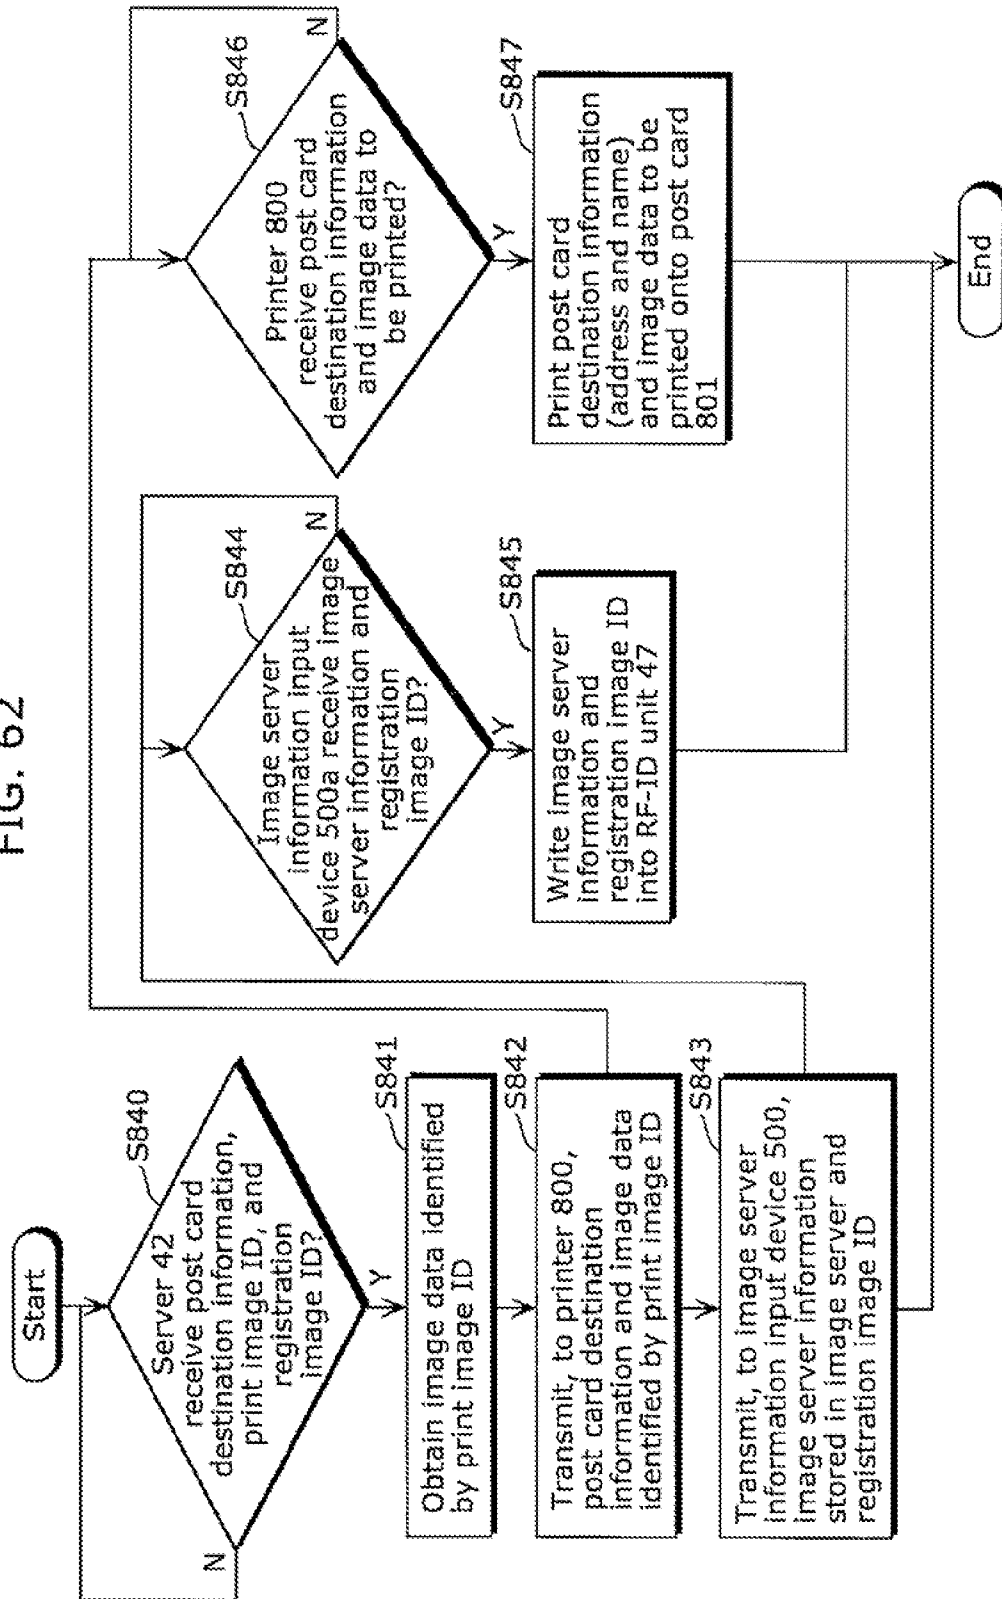 FIG. 62
Start
S840
Server 42
receive post card
destination information,
print image ID, and
registration
image ID?
N
Y
S841
Obtain image data identified
by print image ID
S842
Transmit, to printer 800,
post card destination
information and image data
identified by print image ID
S843
Transmit, to image server
information input device 500,
image server information
stored in image server and
registration image ID
S844
Image server
information input
device 500a receive image
server information and
registration
image ID?
N
Y
S845
Write image server
information and
registration image ID
into RF-ID unit 47
S846
Printer 800
receive post card
destination information
and image data to
be printed?
N
Y
S847
Print post card
destination information
(address and name)
and image data to be
printed onto post card
801
End